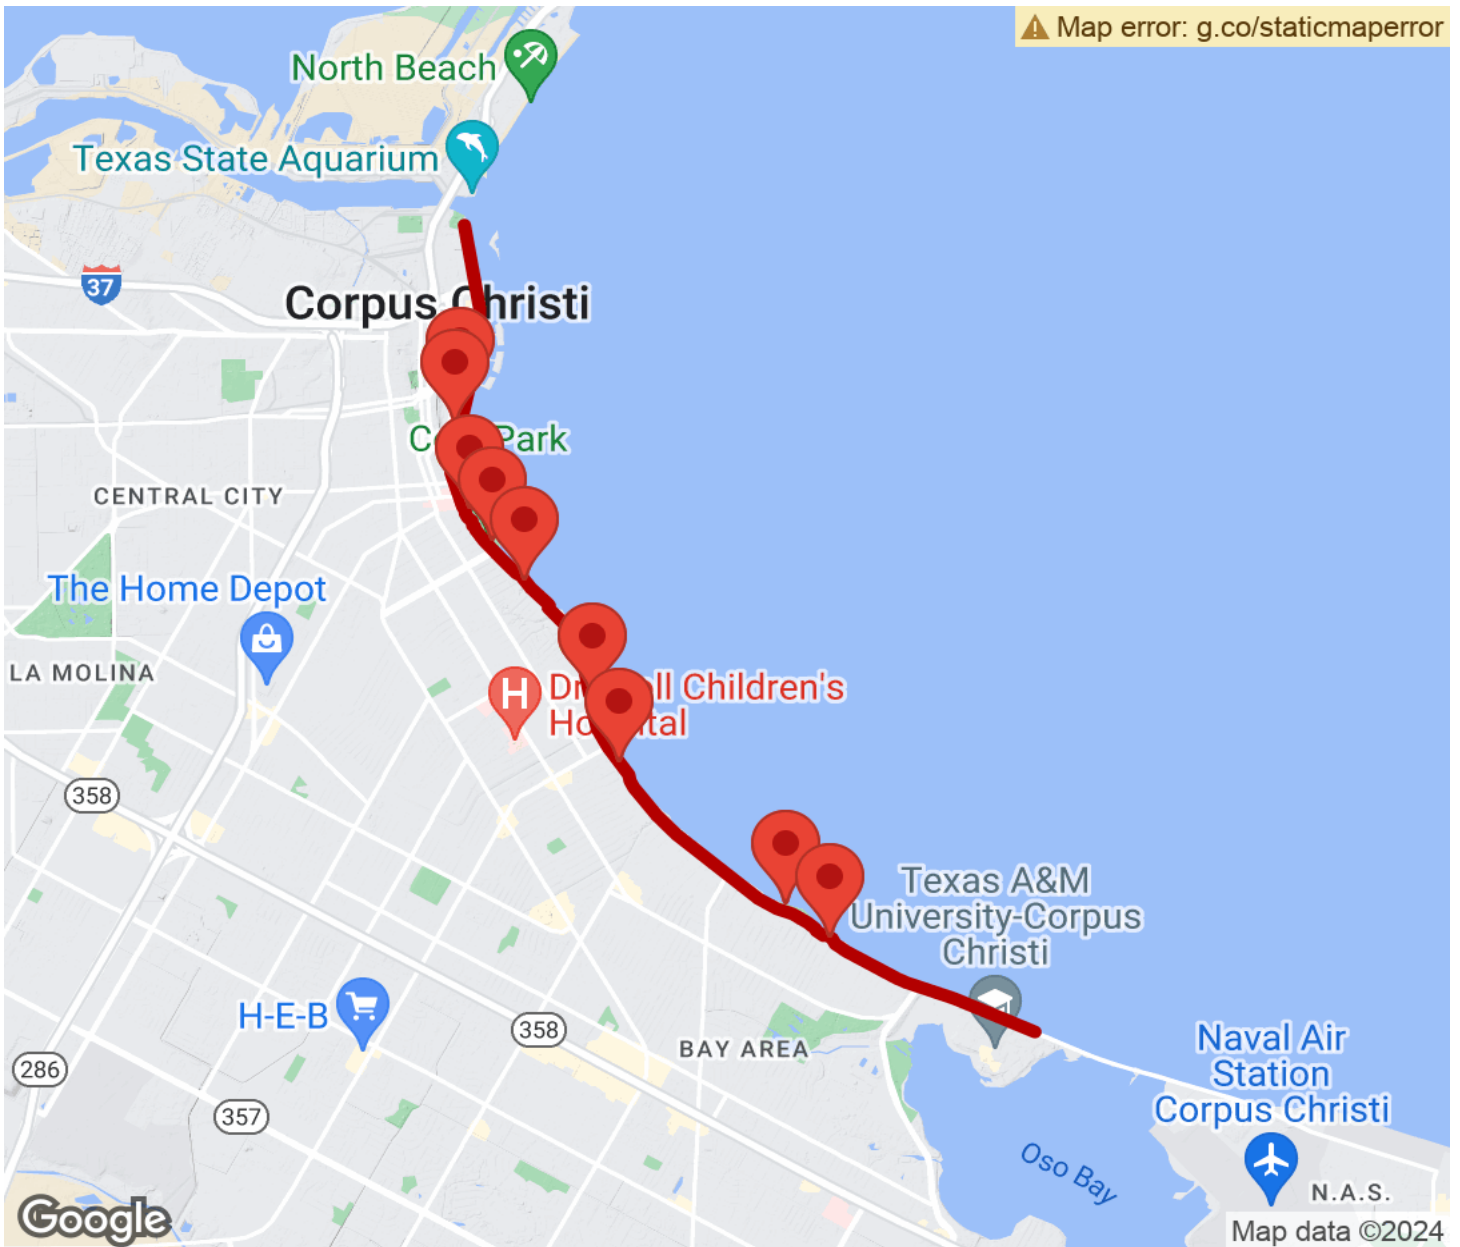 Map error: g.co/staticmaperror
North Beach
Texas State Aquarium
37
Corpus Christi
Park
CENTRAL CITY
The Home Depot
LA MOLINA
H
Children's
358
Texas A&M
University-Corpus
Christi
H-E-B
358
BAY AREA
286
357
Naval Air
Station
Corpus Christi
Oso Bay
N.A.S.
Google
Map data ©2024